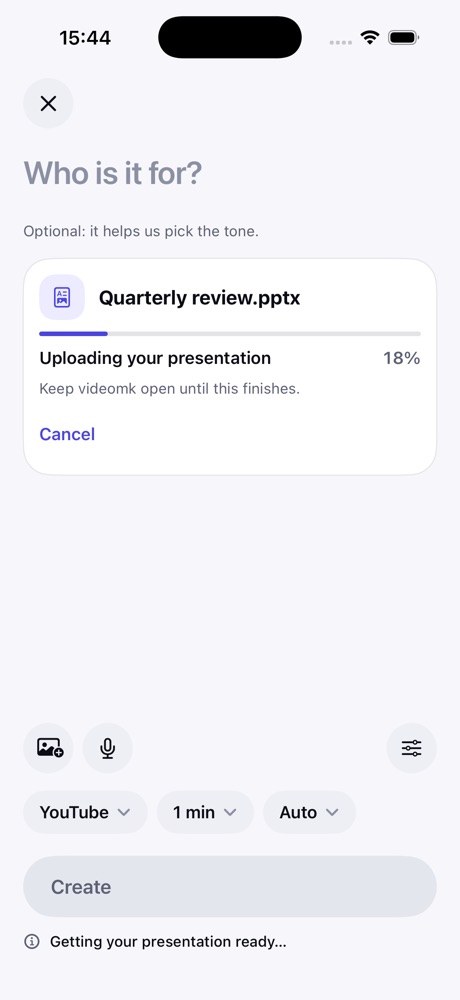 15:44
Who is it for?
Optional: it helps us pick the tone.
Quarterly review.pptx
Uploading your presentation 18%
Keep videomk open until this finishes.
Cancel
YouTube 1 min Auto
Create
Getting your presentation ready...